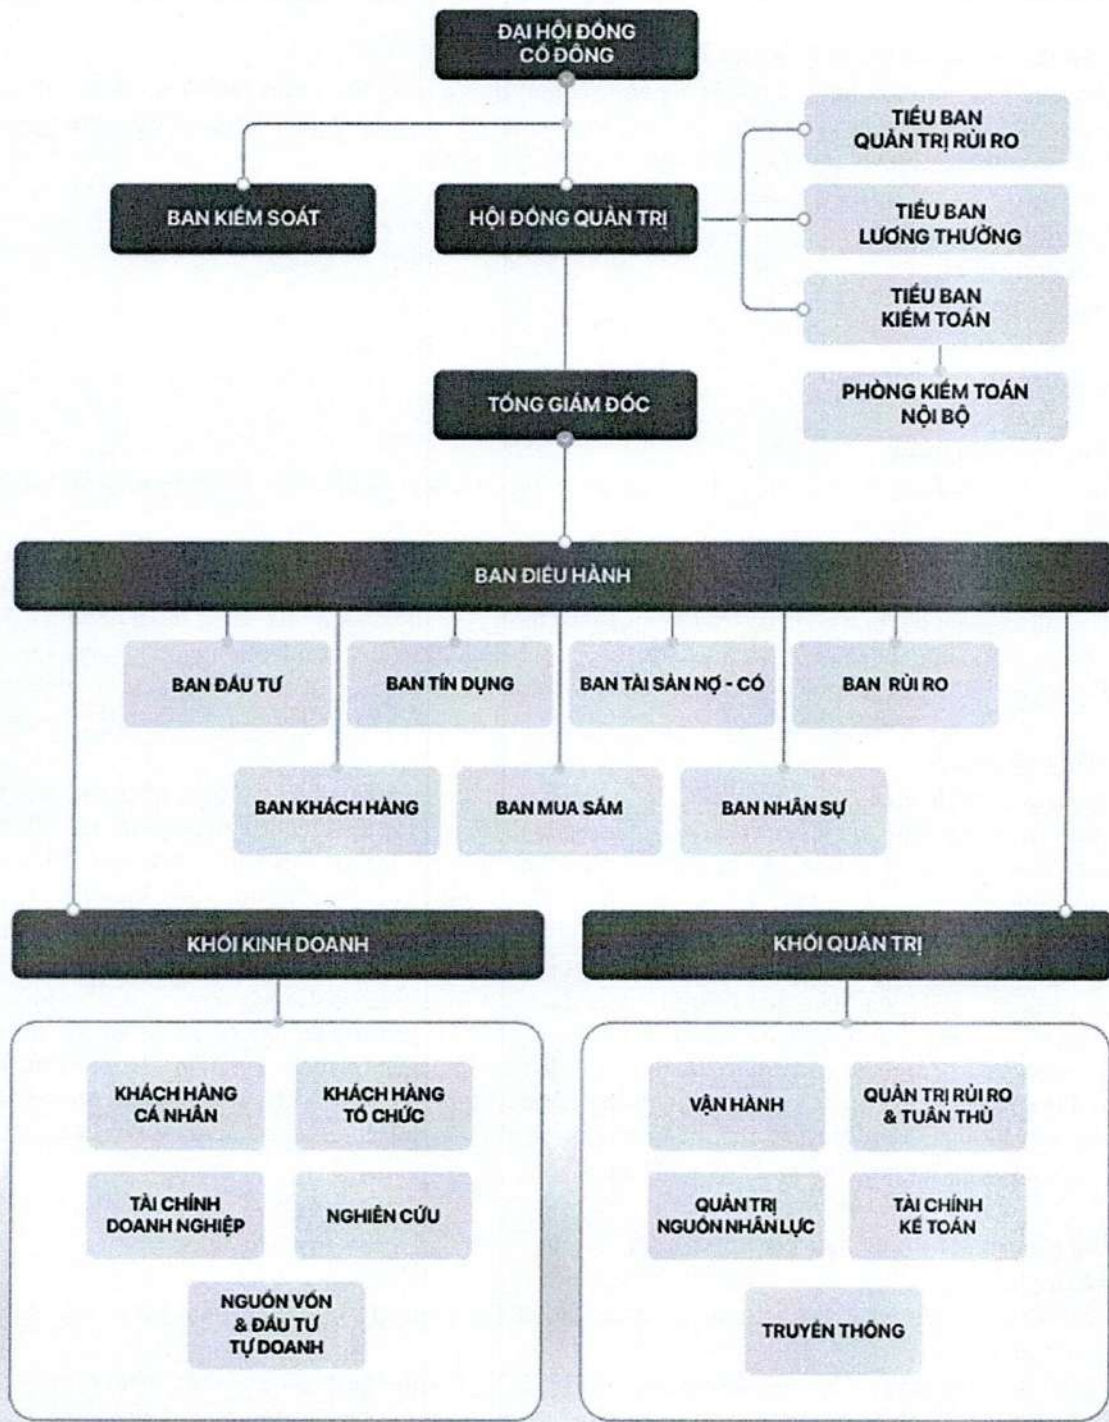 ĐẠI HỘI ĐỒNG
CỔ ĐÔNG
TIỂU BAN
QUẢN TRỊ RỦI RO
BAN KIỂM SOÁT
HỘI ĐỒNG QUẢN TRỊ
TIỂU BAN
LƯƠNG THƯỞNG
TIỂU BAN
KIỂM TOÁN
TỔNG GIÁM ĐỐC
PHÒNG KIỂM TOÁN
NỘI BỘ
BAN ĐIỀU HÀNH
BAN ĐẦU TƯ
BAN TÍN DỤNG
BAN TÀI SẢN NỢ - CÓ
BAN RỦI RO
BAN KHÁCH HÀNG
BAN MUA SẮM
BAN NHÂN SỰ
KHỐI KINH DOANH
KHỐI QUẢN TRỊ
KHÁCH HÀNG
CÁ NHÂN
KHÁCH HÀNG
TỔ CHỨC
TÀI CHÍNH
DOANH NGHIỆP
NGHIÊN CỨU
NGUỒN VỐN
& ĐẦU TƯ
TỰ DOANH
VẬN HÀNH
QUẢN TRỊ RỦI RO
& TUÂN THỦ
QUẢN TRỊ
NGUỒN NHÂN LỰC
TÀI CHÍNH
KẾ TOÁN
TRUYỀN THÔNG